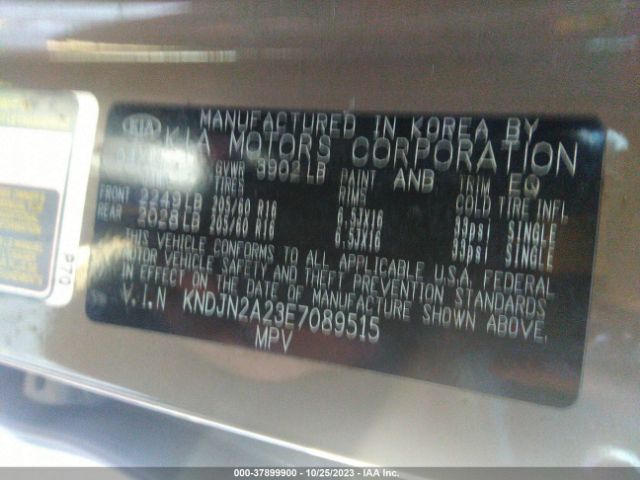 MANUFACTURED IN KOREA BY
KIA KIA MOTORS CORPORATION
GVWR 3902LB PAINT ANB TRIM EQ
TIRES RIMS COLD TIRE INFL.
FRONT 2249LB 205/60 R16 6.5JX16 33psi SINGLE
REAR 2028LB 205/60 R16 6.5JX16 33psi SINGLE
THIS VEHICLE CONFORMS TO ALL APPLICABLE U.S.A. FEDERAL
MOTOR VEHICLE SAFETY AND THEFT PREVENTION STANDARDS
IN EFFECT ON THE DATE OF MANUFACTURE SHOWN ABOVE.
V.I.N KNDJN2A23E7089515
MPV
970
000-37899900 - 10/25/2023 - IAA Inc.